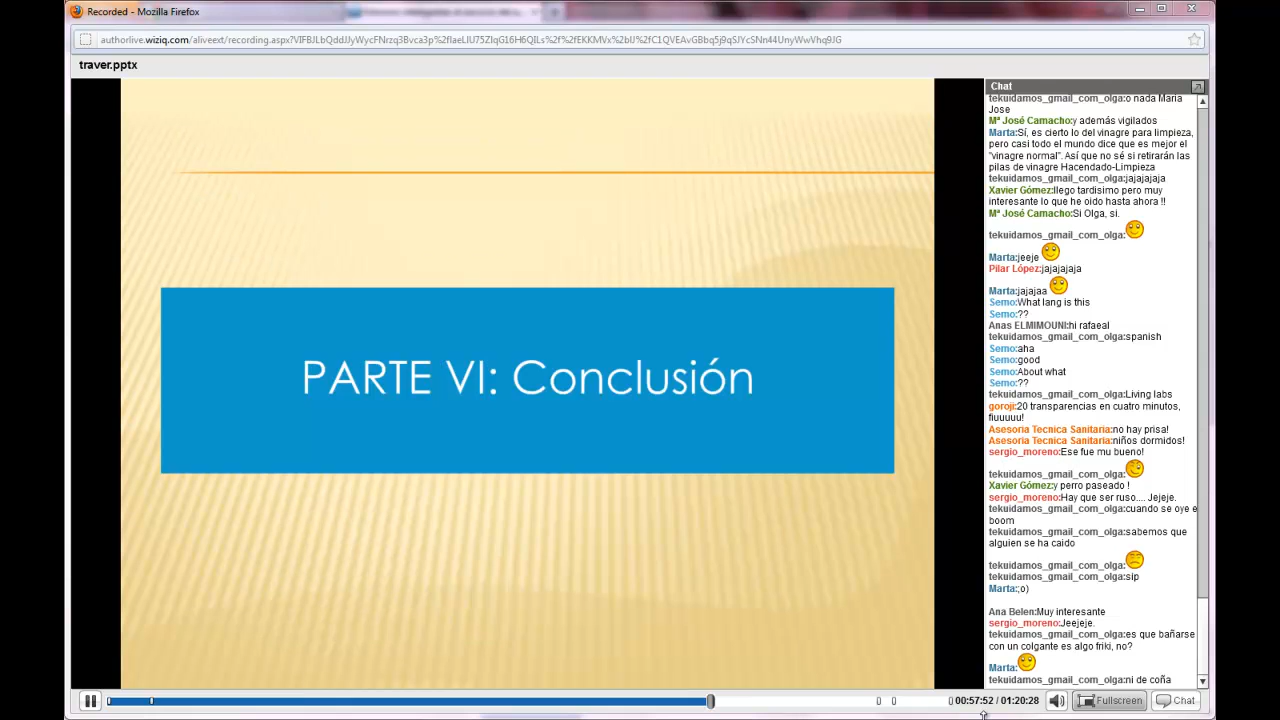 Recorded - Mozilla Firefox
traver.pptx
PARTE VI: Conclusión
Chat
tekuidamos_gmail_com_olga:o nada Maria
Jose
Mª José Camacho:y además vigilados
Marta:Sí, es cierto lo del vinagre para limpieza,
pero casi todo el mundo dice que es mejor el
"vinagre normal". Así que no sé si retirarán las
pilas de vinagre Hacendado-Limpieza
tekuidamos_gmail_com_olga:jajajajaja
Xavier Gómez:llego tardisimo pero muy
interesante lo que he oido hasta ahora !!
Mª José Camacho:Si Olga, si.
tekuidamos_gmail_com_olga:
Marta:jeeje
Pilar López:jajajajaja
Marta:jajajaa
Semo:What lang is this
Semo:??
Anas ELMIMOUNI:hi rafaeal
tekuidamos_gmail_com_olga:spanish
Semo:aha
Semo:good
Semo:About what
Semo:??
tekuidamos_gmail_com_olga:Living labs
goroji:20 transparencias en cuatro minutos,
fiuuuuu!
Asesoria Tecnica Sanitaria:no hay prisa!
Asesoria Tecnica Sanitaria:niños dormidos!
sergio_moreno:Ese fue mu bueno!
tekuidamos_gmail_com_olga:
Xavier Gómez:y perro paseado !
sergio_moreno:Hay que ser ruso.... Jejeje.
tekuidamos_gmail_com_olga:cuando se oye e
boom
tekuidamos_gmail_com_olga:sabemos que
alguien se ha caido
tekuidamos_gmail_com_olga:
tekuidamos_gmail_com_olga:sip
Marta:;o)
Ana Belen:Muy interesante
sergio_moreno:Jeejeje.
tekuidamos_gmail_com_olga:es que bañarse
con un colgante es algo friki, no?
Marta:
tekuidamos_gmail_com_olga:ni de coña
00:57:52 / 01:20:28
Fullscreen
Chat